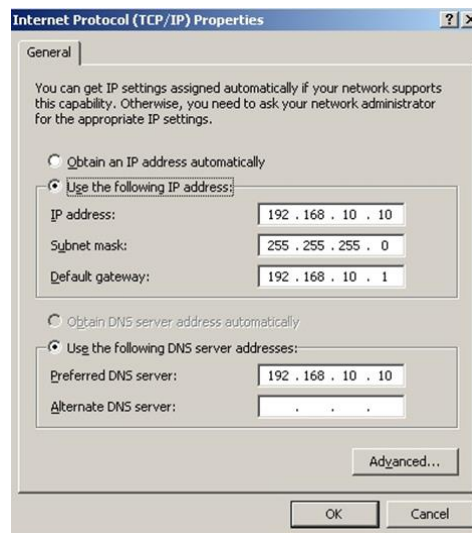 Internet Protocol (TCP/IP) Properties
General
You can get IP settings assigned automatically if your network supports
this capability. Otherwise, you need to ask your network administrator
for the appropriate IP settings.
Obtain an IP address automatically
Use the following IP address:
IP address: 192 . 168 . 10 . 10
Subnet mask: 255 . 255 . 255 . 0
Default gateway: 192 . 168 . 10 . 1
Obtain DNS server address automatically
Use the following DNS server addresses:
Preferred DNS server: 192 . 168 . 10 . 10
Alternate DNS server: . . .
Advanced...
OK Cancel